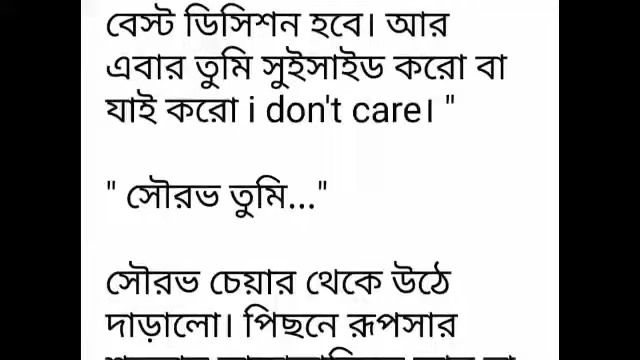 বেস্ট ডিসিশন হবে। আর
এবার তুমি সুইসাইড করো বা
যাই করো i don't care। "
" সৌরভ তুমি..."
সৌরভ চেয়ার থেকে উঠে
দাড়ালো। পিছনে রূপসার